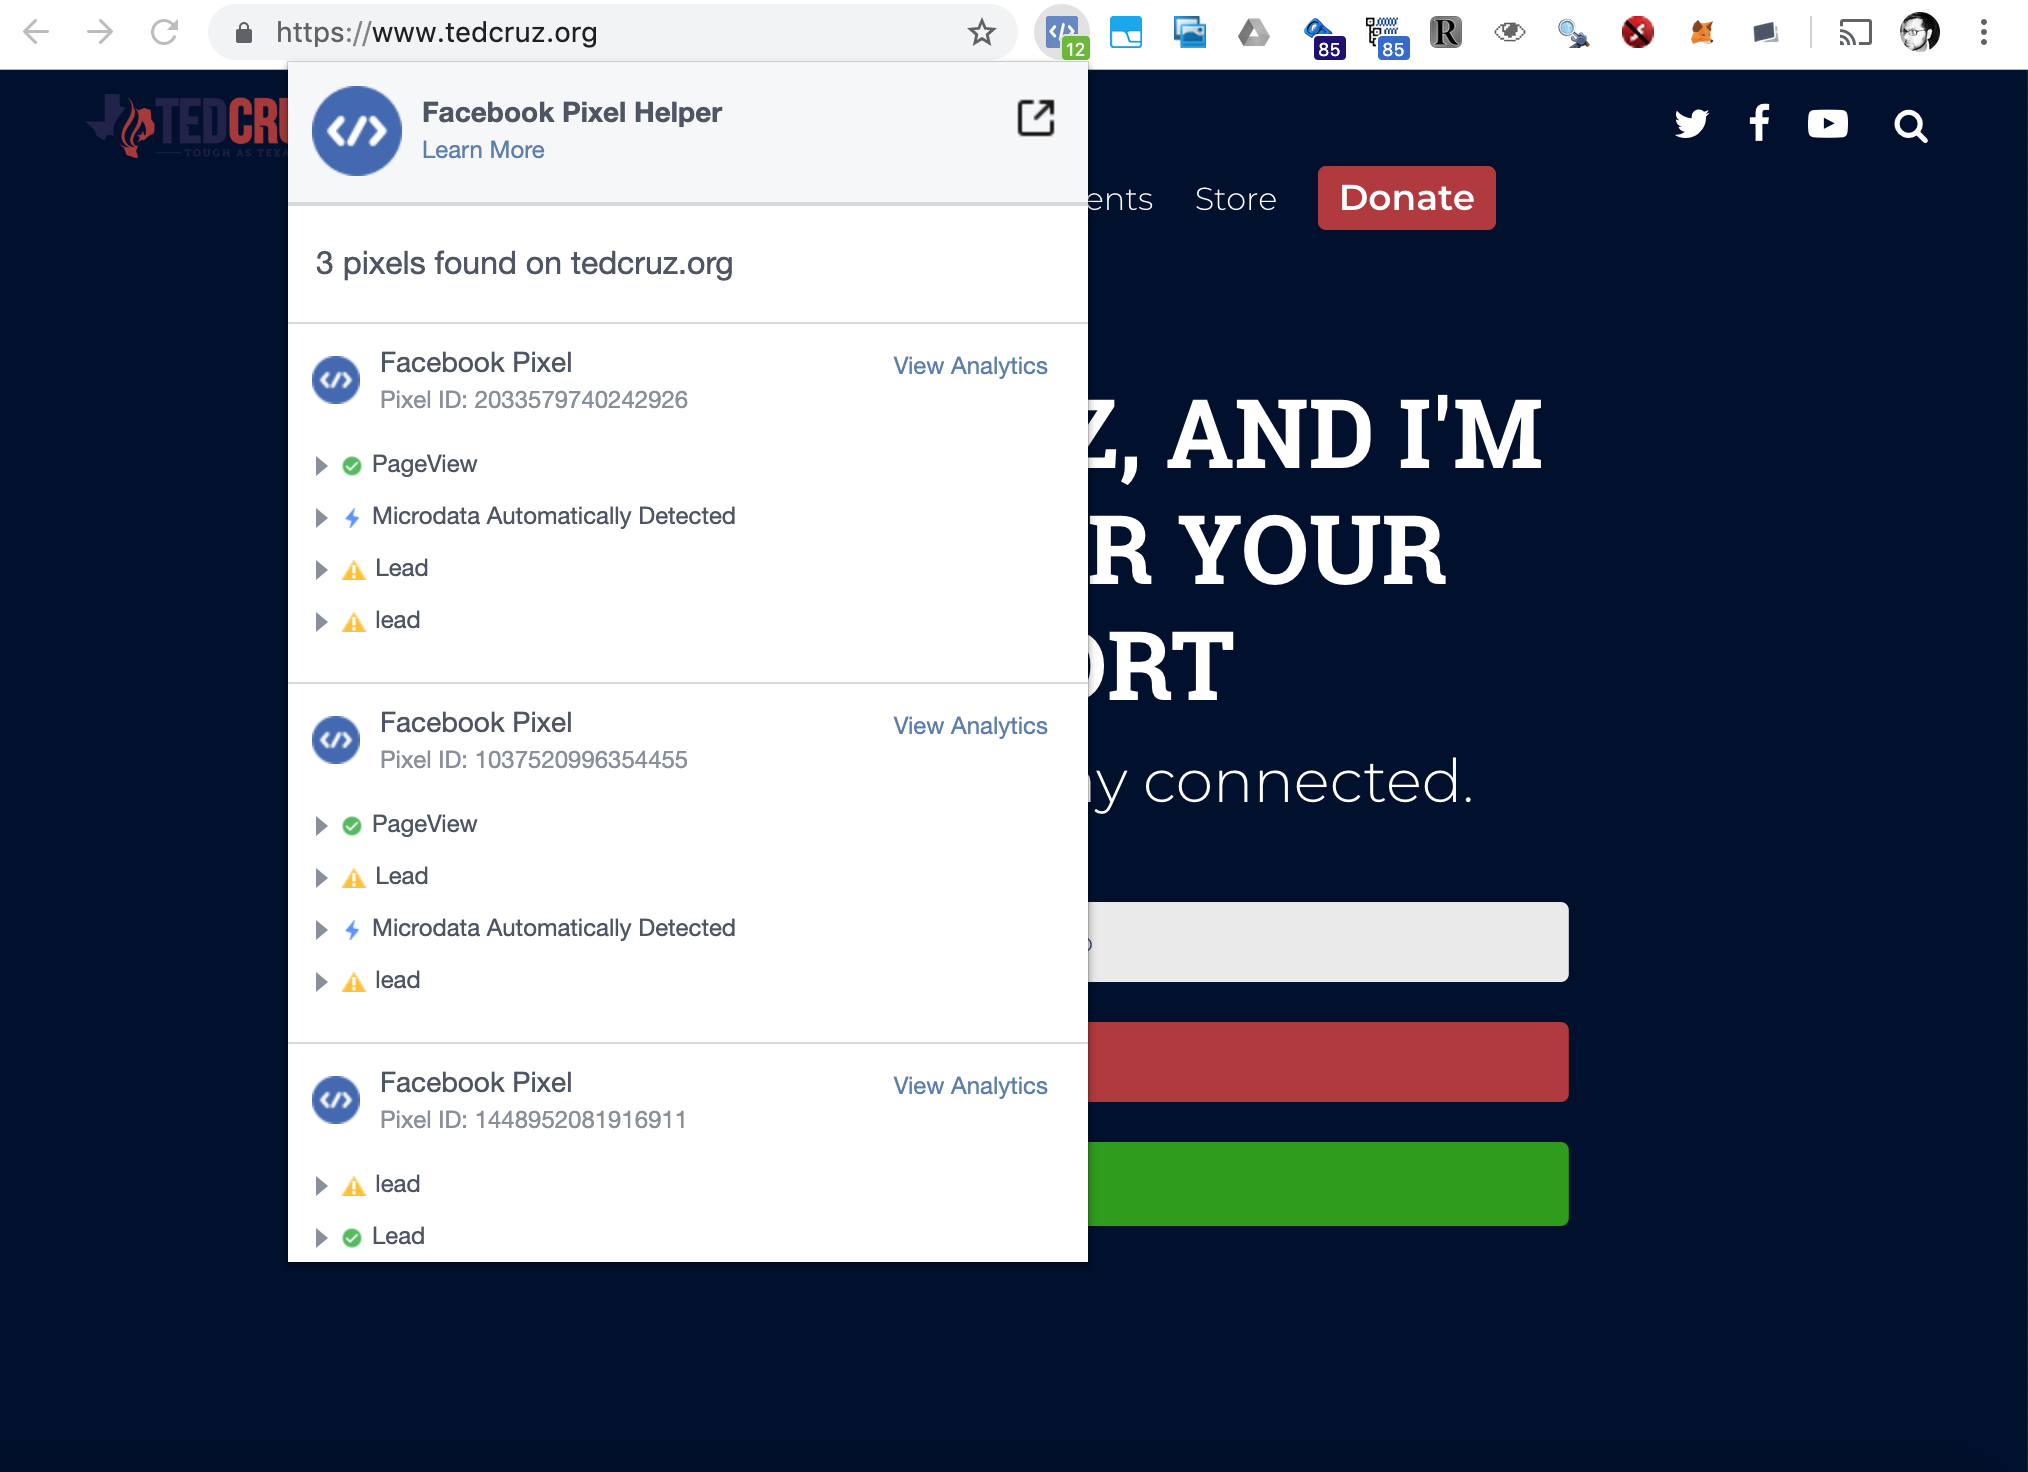 https://www.tedcruz.org
12
85
85
R
TEDCRU
TOUGH AS TEXA
Facebook Pixel Helper
Learn More
ents
Store
Donate
3 pixels found on tedcruz.org
Facebook Pixel
View Analytics
Pixel ID: 2033579740242926
PageView
Microdata Automatically Detected
Lead
lead
Facebook Pixel
View Analytics
Pixel ID: 1037520996354455
PageView
Lead
Microdata Automatically Detected
lead
Facebook Pixel
View Analytics
Pixel ID: 1448952081916911
lead
Lead
Z, AND I'M
R YOUR
ORT
y connected.